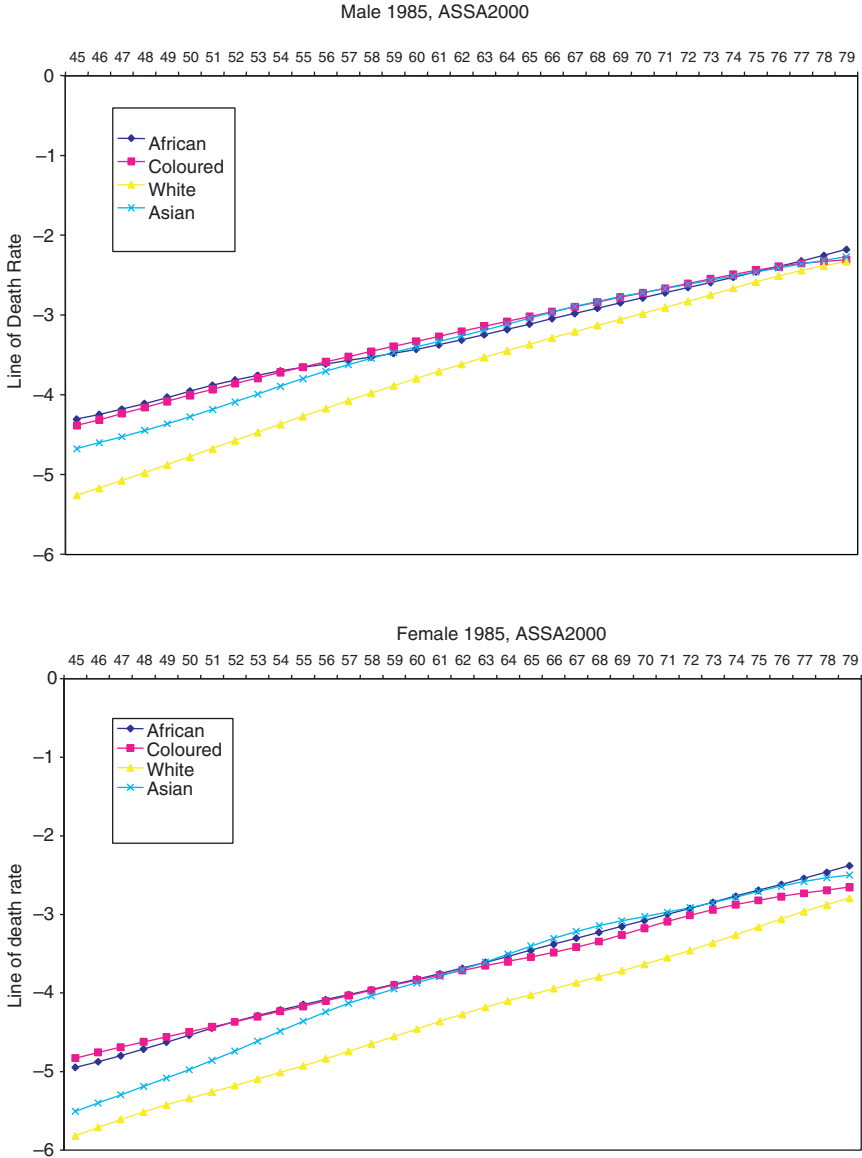 Male 1985, ASSA2000
45 46 47 48 49 50 51 52 53 54 55 56 57 58 59 60 61 62 63 64 65 66 67 68 69 70 71 72 73 74 75 76 77 78 79
0
–1
–2
–3
–4
–5
–6
Line of Death Rate
African
Coloured
White
Asian
Female 1985, ASSA2000
45 46 47 48 49 50 51 52 53 54 55 56 57 58 59 60 61 62 63 64 65 66 67 68 69 70 71 72 73 74 75 76 77 78 79
0
–1
–2
–3
–4
–5
–6
Line of death rate
African
Coloured
White
Asian